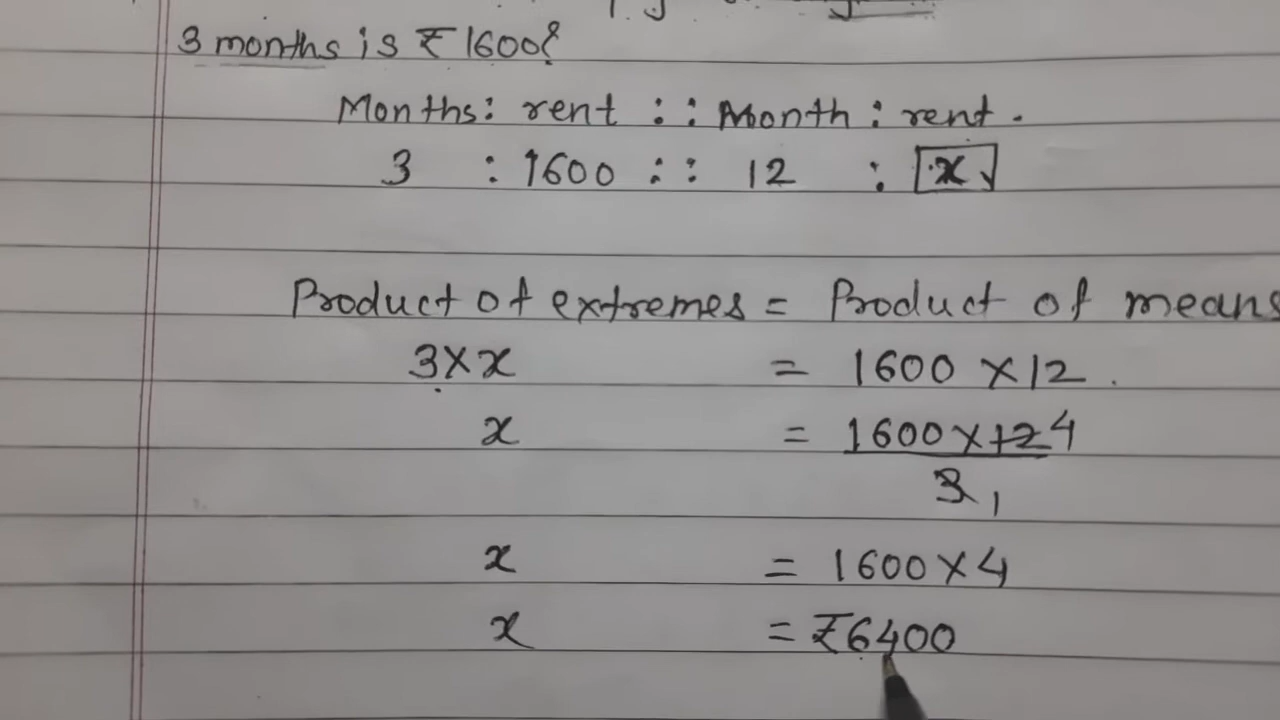 3 months is ₹1600?
Months: rent :: Month : rent.
3 : 1600 :: 12 : x
Product of extremes = Product of means
3×x = 1600 ×12.
x = 1600×12 4
3 1
x = 1600×4
x = ₹6400